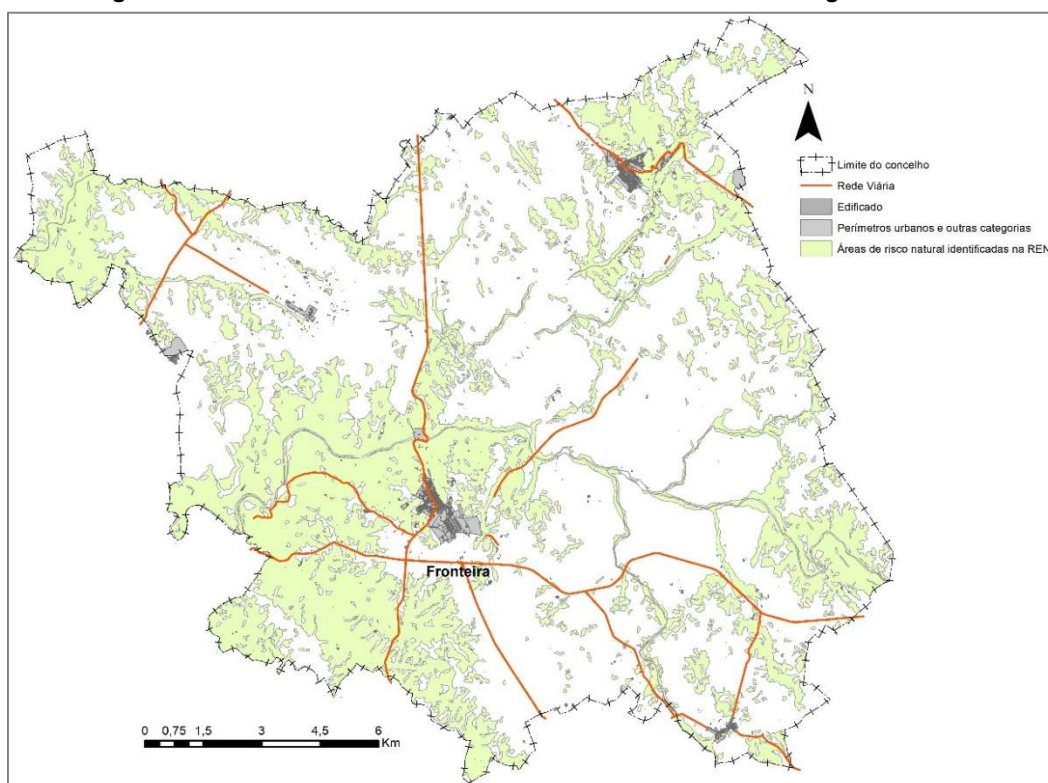 N
Limite do concelho
Rede Viária
Edificado
Perímetros urbanos e outras categorias
Áreas de risco natural identificadas na REN
Fronteira
0 0,75 1,5 3 4,5 6
Km